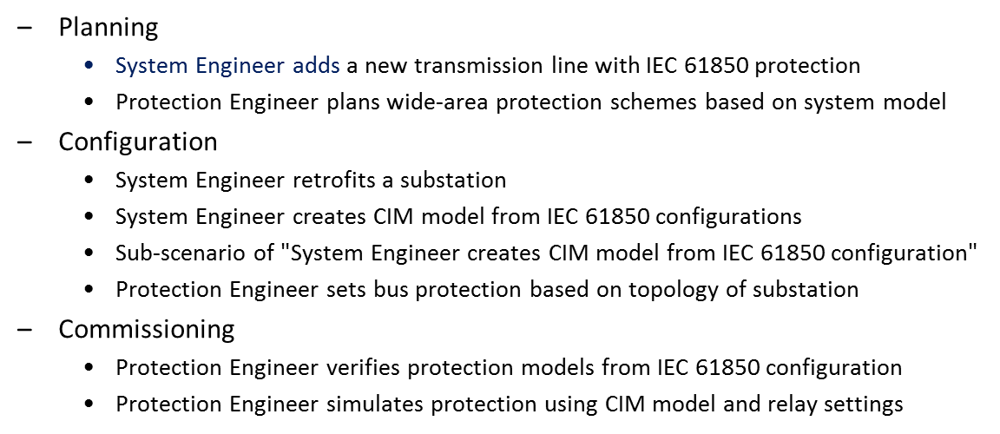 – Planning
• System Engineer adds a new transmission line with IEC 61850 protection
• Protection Engineer plans wide-area protection schemes based on system model
– Configuration
• System Engineer retrofits a substation
• System Engineer creates CIM model from IEC 61850 configurations
• Sub-scenario of "System Engineer creates CIM model from IEC 61850 configuration"
• Protection Engineer sets bus protection based on topology of substation
– Commissioning
• Protection Engineer verifies protection models from IEC 61850 configuration
• Protection Engineer simulates protection using CIM model and relay settings